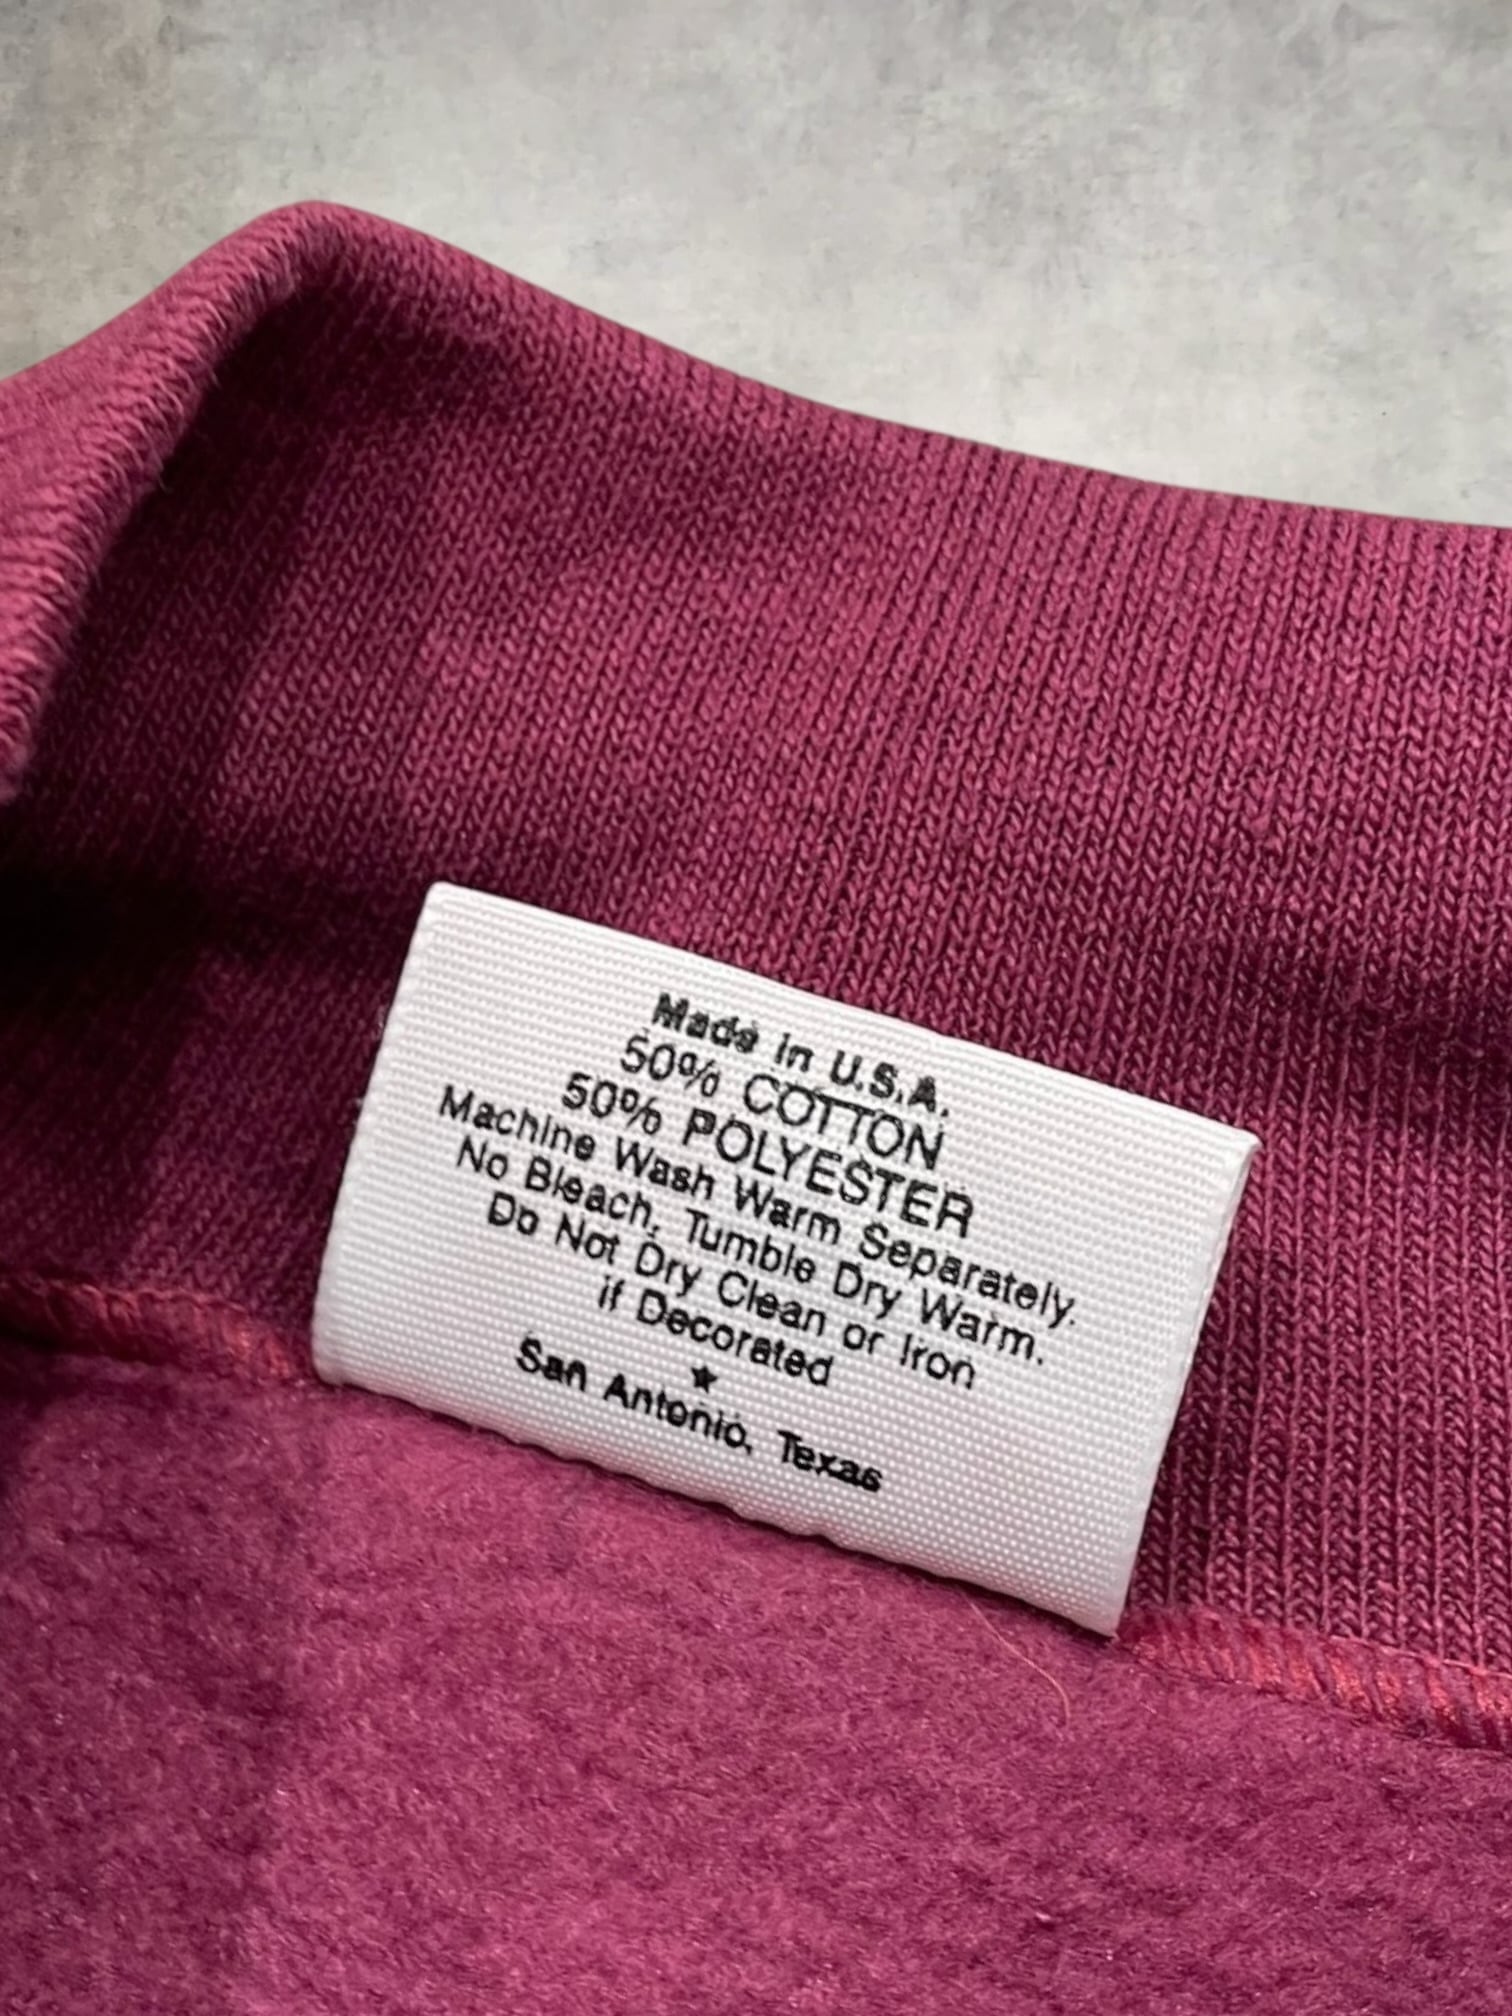 Made in U.S.A.
50% COTTON
50% POLYESTER
Machine Wash Warm Separately.
No Bleach, Tumble Dry Warm.
Do Not Dry Clean or Iron
if Decorated
★
San Antonio, Texas